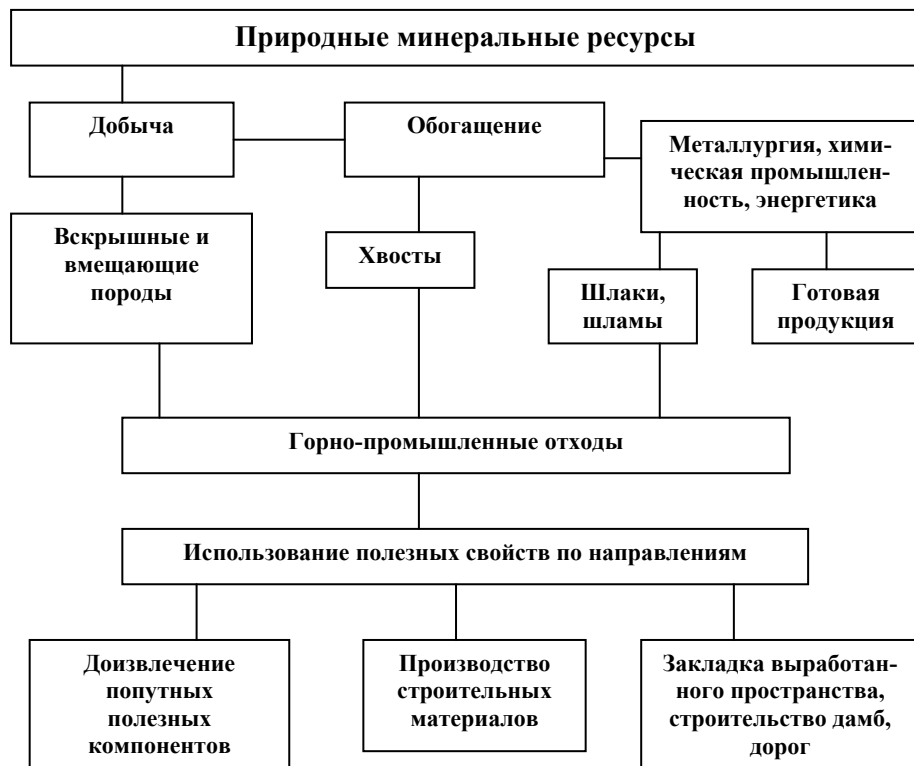 Природные минеральные ресурсы
Добыча
Обогащение
Металлургия, хими-
ческая промышлен-
ность, энергетика
Вскрышные и
вмещающие
породы
Хвосты
Шлаки,
шламы
Готовая
продукция
Горно-промышленные отходы
Использование полезных свойств по направлениям
Доизвлечение
попутных
полезных
компонентов
Производство
строительных
материалов
Закладка выработан-
ного пространства,
строительство дамб,
дорог